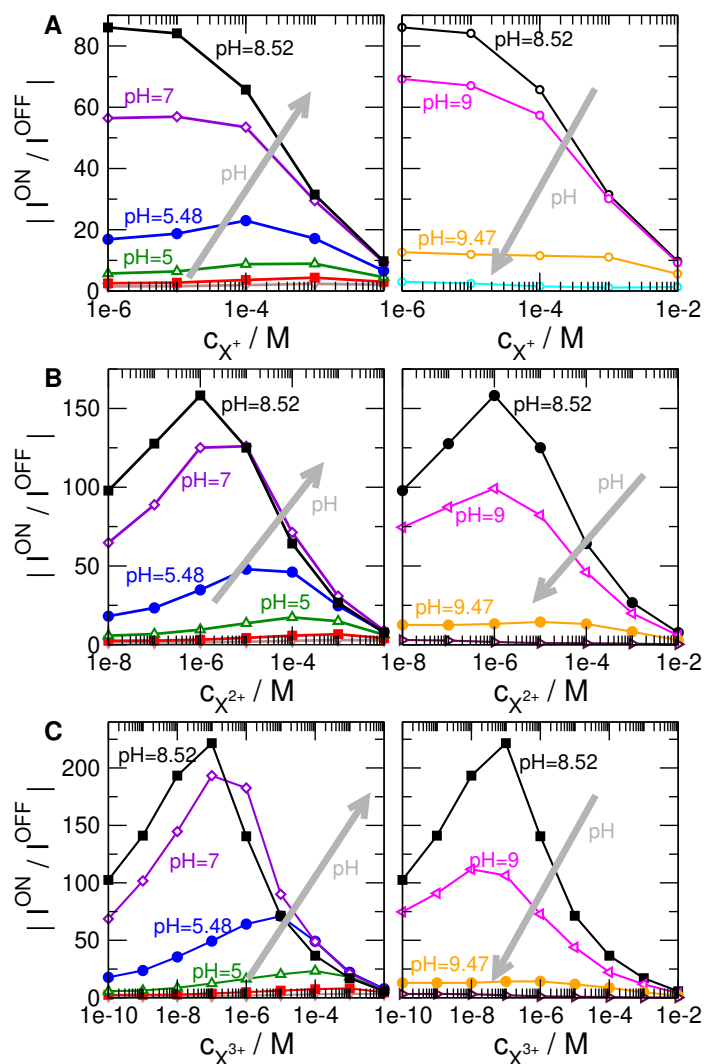 A
| I^ON / I^OFF |
80
60
40
20
0
pH=8.52
pH=7
pH
pH=5.48
pH=5
1e-6
1e-4
c_X⁺ / M
pH=8.52
pH=9
pH
pH=9.47
1e-6
1e-4
1e-2
c_X⁺ / M
B
| I^ON / I^OFF |
150
100
50
0
pH=8.52
pH=7
pH
pH=5.48
pH=5
1e-8
1e-6
1e-4
c_X²⁺ / M
pH=8.52
pH
pH=9
pH=9.47
1e-8
1e-6
1e-4
1e-2
c_X²⁺ / M
C
| I^ON / I^OFF |
200
150
100
50
0
pH=8.52
pH=7
pH
pH=5.48
pH=5
1e-10
1e-8
1e-6
1e-4
c_X³⁺ / M
pH=8.52
pH
pH=9
pH=9.47
1e-10
1e-8
1e-6
1e-4
1e-2
c_X³⁺ / M